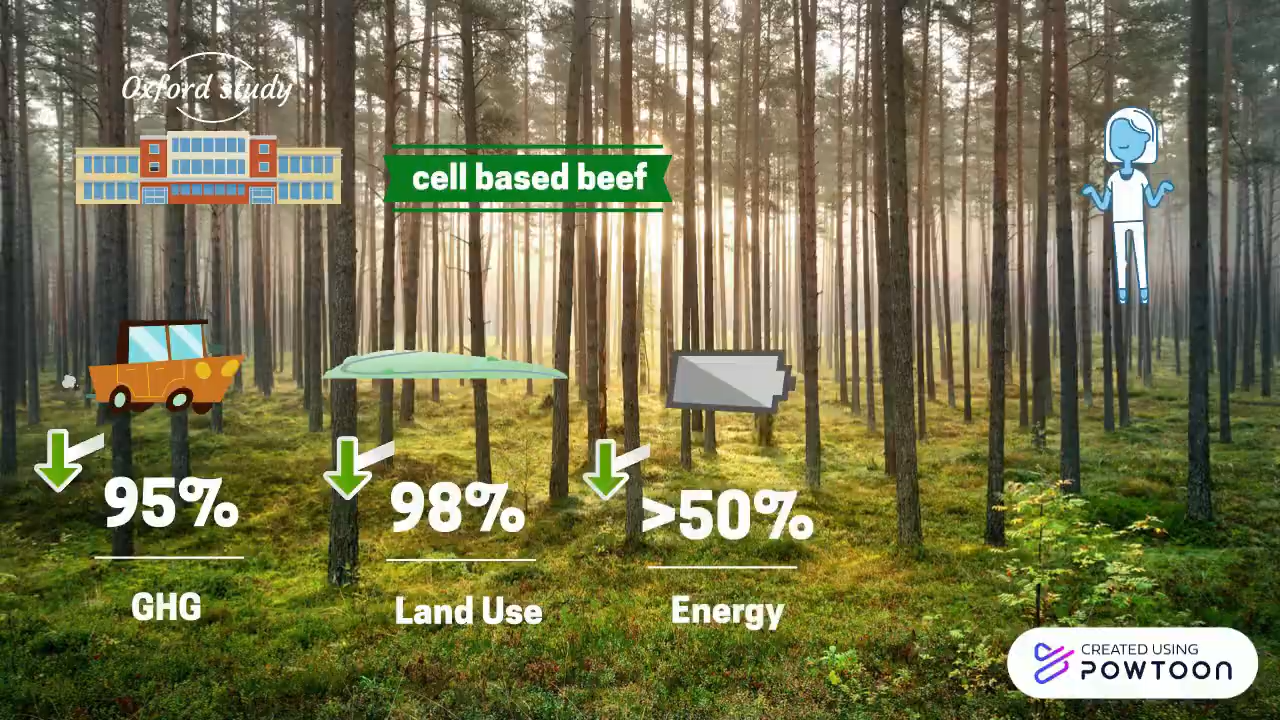 Oxford study
cell based beef
95%
98%
>50%
GHG
Land Use
Energy
CREATED USING
POWTOON